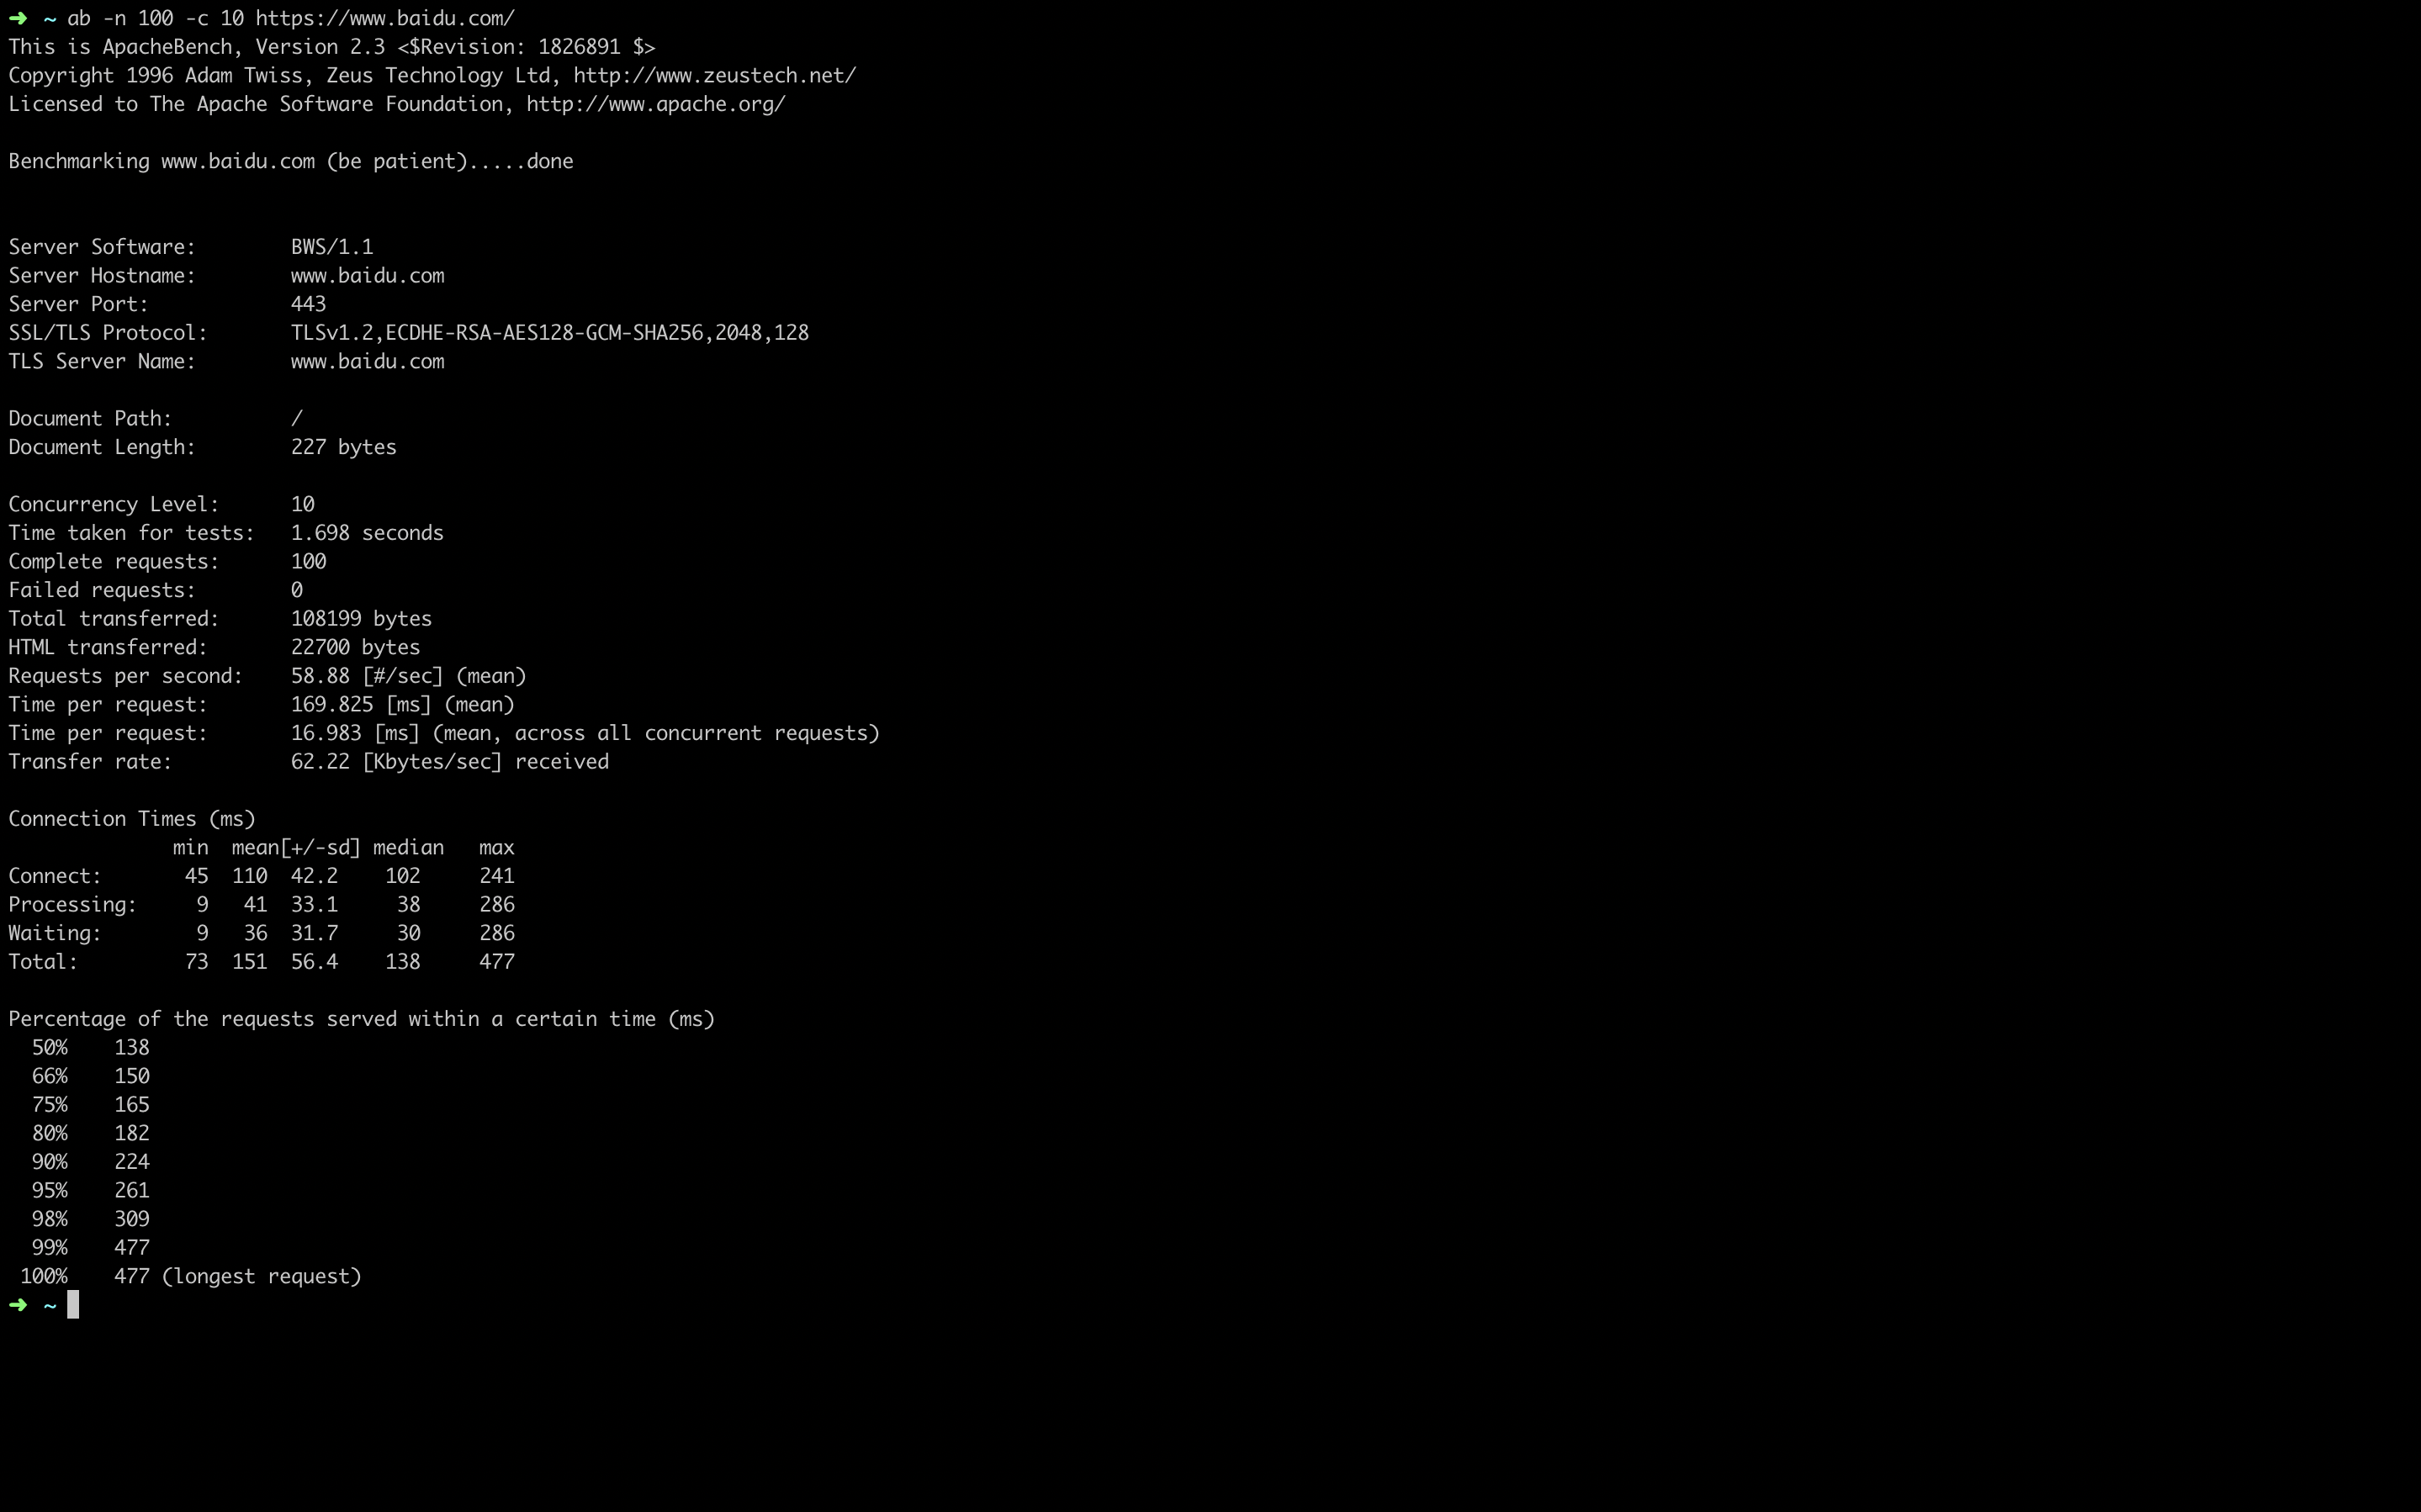 ➜ ~ ab -n 100 -c 10 https://www.baidu.com/
This is ApacheBench, Version 2.3 <$Revision: 1826891 $>
Copyright 1996 Adam Twiss, Zeus Technology Ltd, http://www.zeustech.net/
Licensed to The Apache Software Foundation, http://www.apache.org/

Benchmarking www.baidu.com (be patient).....done


Server Software:        BWS/1.1
Server Hostname:        www.baidu.com
Server Port:            443
SSL/TLS Protocol:       TLSv1.2,ECDHE-RSA-AES128-GCM-SHA256,2048,128
TLS Server Name:        www.baidu.com

Document Path:          /
Document Length:        227 bytes

Concurrency Level:      10
Time taken for tests:   1.698 seconds
Complete requests:      100
Failed requests:        0
Total transferred:      108199 bytes
HTML transferred:       22700 bytes
Requests per second:    58.88 [#/sec] (mean)
Time per request:       169.825 [ms] (mean)
Time per request:       16.983 [ms] (mean, across all concurrent requests)
Transfer rate:          62.22 [Kbytes/sec] received

Connection Times (ms)
              min  mean[+/-sd] median   max
Connect:       45  110  42.2    102     241
Processing:     9   41  33.1     38     286
Waiting:        9   36  31.7     30     286
Total:         73  151  56.4    138     477

Percentage of the requests served within a certain time (ms)
  50%    138
  66%    150
  75%    165
  80%    182
  90%    224
  95%    261
  98%    309
  99%    477
 100%    477 (longest request)
➜ ~